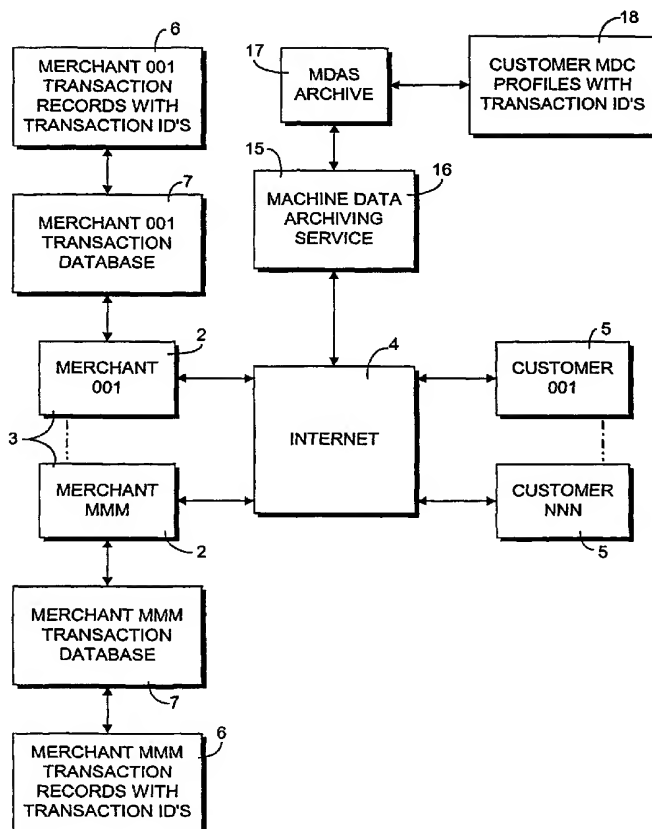 6
MERCHANT 001
TRANSACTION
RECORDS WITH
TRANSACTION ID'S
17
MDAS
ARCHIVE
18
CUSTOMER MDC
PROFILES WITH
TRANSACTION ID'S
7
MERCHANT 001
TRANSACTION
DATABASE
15
16
MACHINE DATA
ARCHIVING
SERVICE
2
MERCHANT
001
4
INTERNET
5
CUSTOMER
001
3
MERCHANT
MMM
2
CUSTOMER
NNN
5
MERCHANT MMM
TRANSACTION
DATABASE
7
6
MERCHANT MMM
TRANSACTION
RECORDS WITH
TRANSACTION ID'S